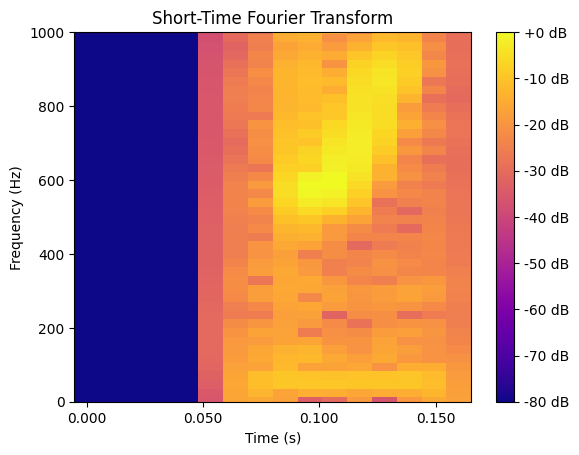 Short-Time Fourier Transform
1000
800
600
400
200
0
Frequency (Hz)
0.000
0.050
0.100
0.150
Time (s)
+0 dB
-10 dB
-20 dB
-30 dB
-40 dB
-50 dB
-60 dB
-70 dB
-80 dB